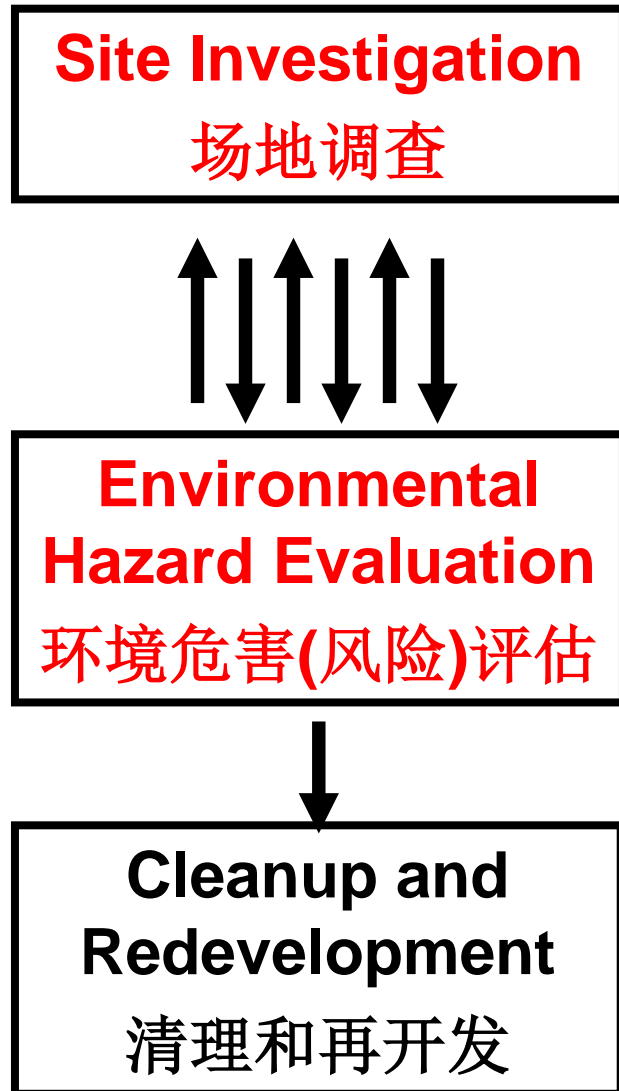 Site Investigation
场地调查
Environmental
Hazard Evaluation
环境危害(风险)评估
Cleanup and
Redevelopment
清理和再开发